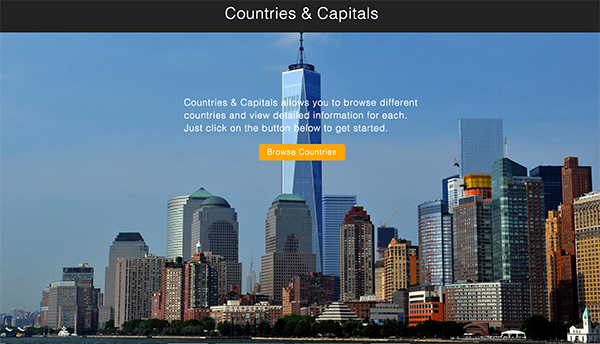 Countries & Capitals
Countries & Capitals allows you to browse different
countries and view detailed information for each.
Just click on the button below to get started.
Browse Countries